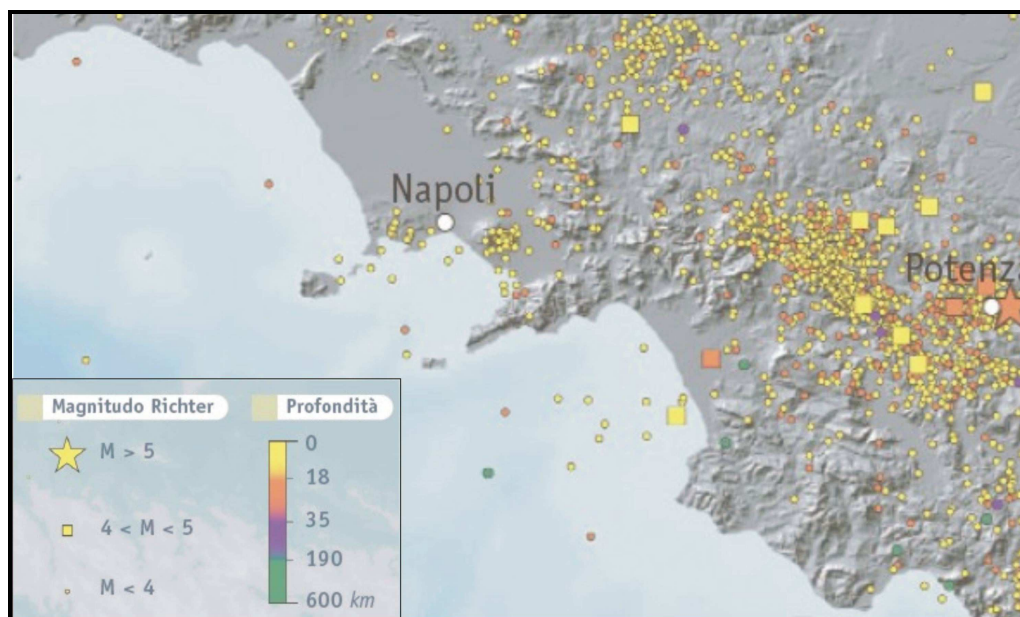 Napoli
Potenza
Magnitudo Richter
Profondità
M > 5
4 < M < 5
M < 4
0
18
35
190
600 km